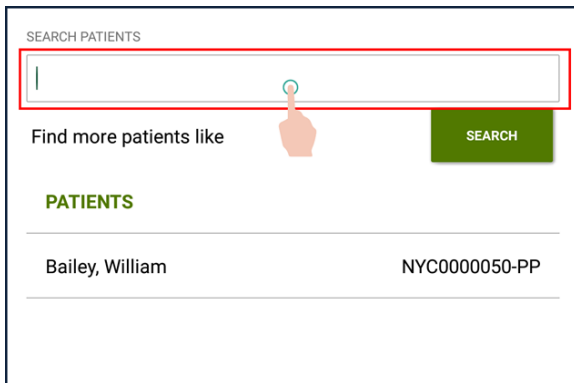 SEARCH PATIENTS
Find more patients like SEARCH
PATIENTS
Bailey, William NYC0000050-PP